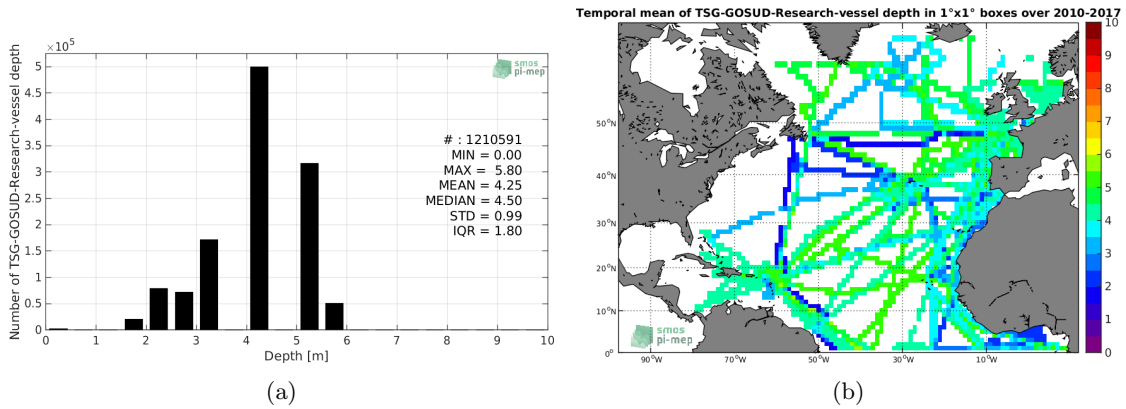 ×10⁵
5
4.5
4
3.5
3
2.5
2
1.5
1
0.5
0
0 1 2 3 4 5 6 7 8 9 10
Number of TSG-GOSUD-Research-vessel depth
Depth [m]
smos
pi-mep
# : 1210591
MIN = 0.00
MAX = 5.80
MEAN = 4.25
MEDIAN = 4.50
STD = 0.99
IQR = 1.80
(a)
Temporal mean of TSG-GOSUD-Research-vessel depth in 1°x1° boxes over 2010-2017
50°N
40°N
30°N
20°N
10°N
0°
90°W 70°W 50°W 30°W 10°W
smos
pi-mep
10
9
8
7
6
5
4
3
2
1
0
(b)